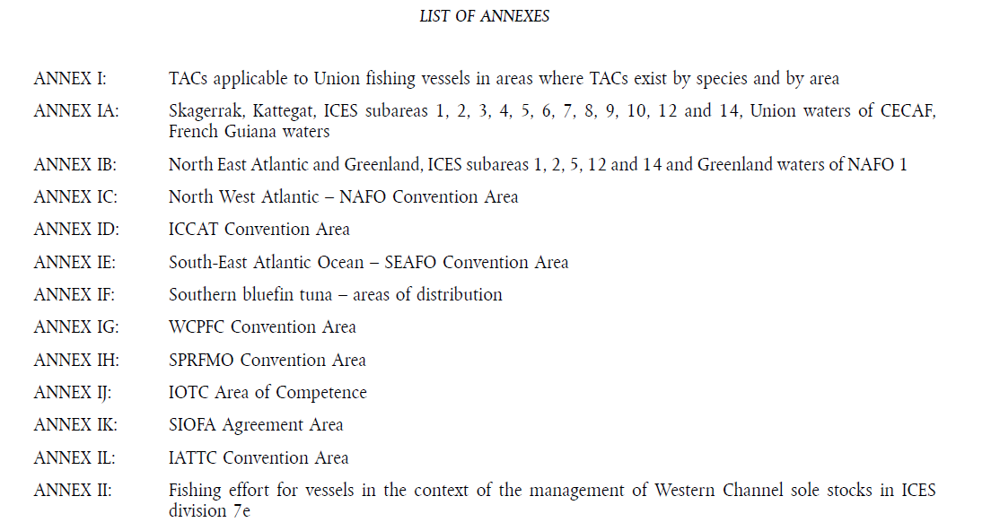 LIST OF ANNEXES
ANNEX I: TACs applicable to Union fishing vessels in areas where TACs exist by species and by area
ANNEX IA: Skagerrak, Kattegat, ICES subareas 1, 2, 3, 4, 5, 6, 7, 8, 9, 10, 12 and 14, Union waters of CECAF,
French Guiana waters
ANNEX IB: North East Atlantic and Greenland, ICES subareas 1, 2, 5, 12 and 14 and Greenland waters of NAFO 1
ANNEX IC: North West Atlantic – NAFO Convention Area
ANNEX ID: ICCAT Convention Area
ANNEX IE: South-East Atlantic Ocean – SEAFO Convention Area
ANNEX IF: Southern bluefin tuna – areas of distribution
ANNEX IG: WCPFC Convention Area
ANNEX IH: SPRFMO Convention Area
ANNEX IJ: IOTC Area of Competence
ANNEX IK: SIOFA Agreement Area
ANNEX IL: IATTC Convention Area
ANNEX II: Fishing effort for vessels in the context of the management of Western Channel sole stocks in ICES
division 7e